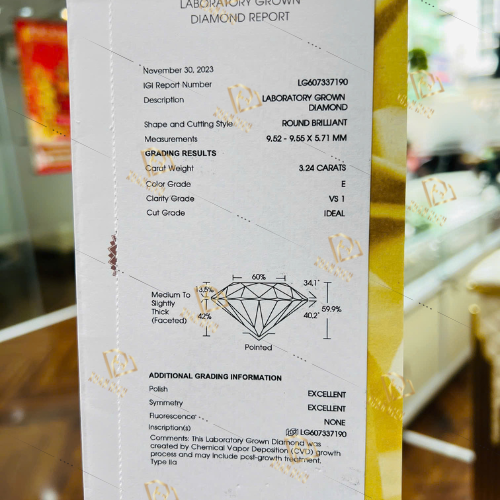 LABORATORY GROWN
DIAMOND REPORT
November 30, 2023
IGI Report Number LG607337190
Description LABORATORY GROWN
DIAMOND
Shape and Cutting Style ROUND BRILLIANT
Measurements 9.52 - 9.55 X 5.71 MM
GRADING RESULTS
Carat Weight 3.24 CARATS
Color Grade E
Clarity Grade VS 1
Cut Grade IDEAL
60%
34.1°
Medium To
Slightly
Thick
(Faceted)
42%
40.2°
59.9%
Pointed
ADDITIONAL GRADING INFORMATION
Polish EXCELLENT
Symmetry EXCELLENT
Fluorescence NONE
Inscription(s) LG607337190
Comments: This Laboratory Grown Diamond was
created by Chemical Vapor Deposition (CVD) growth
process and may include post-growth treatment.
Type IIa